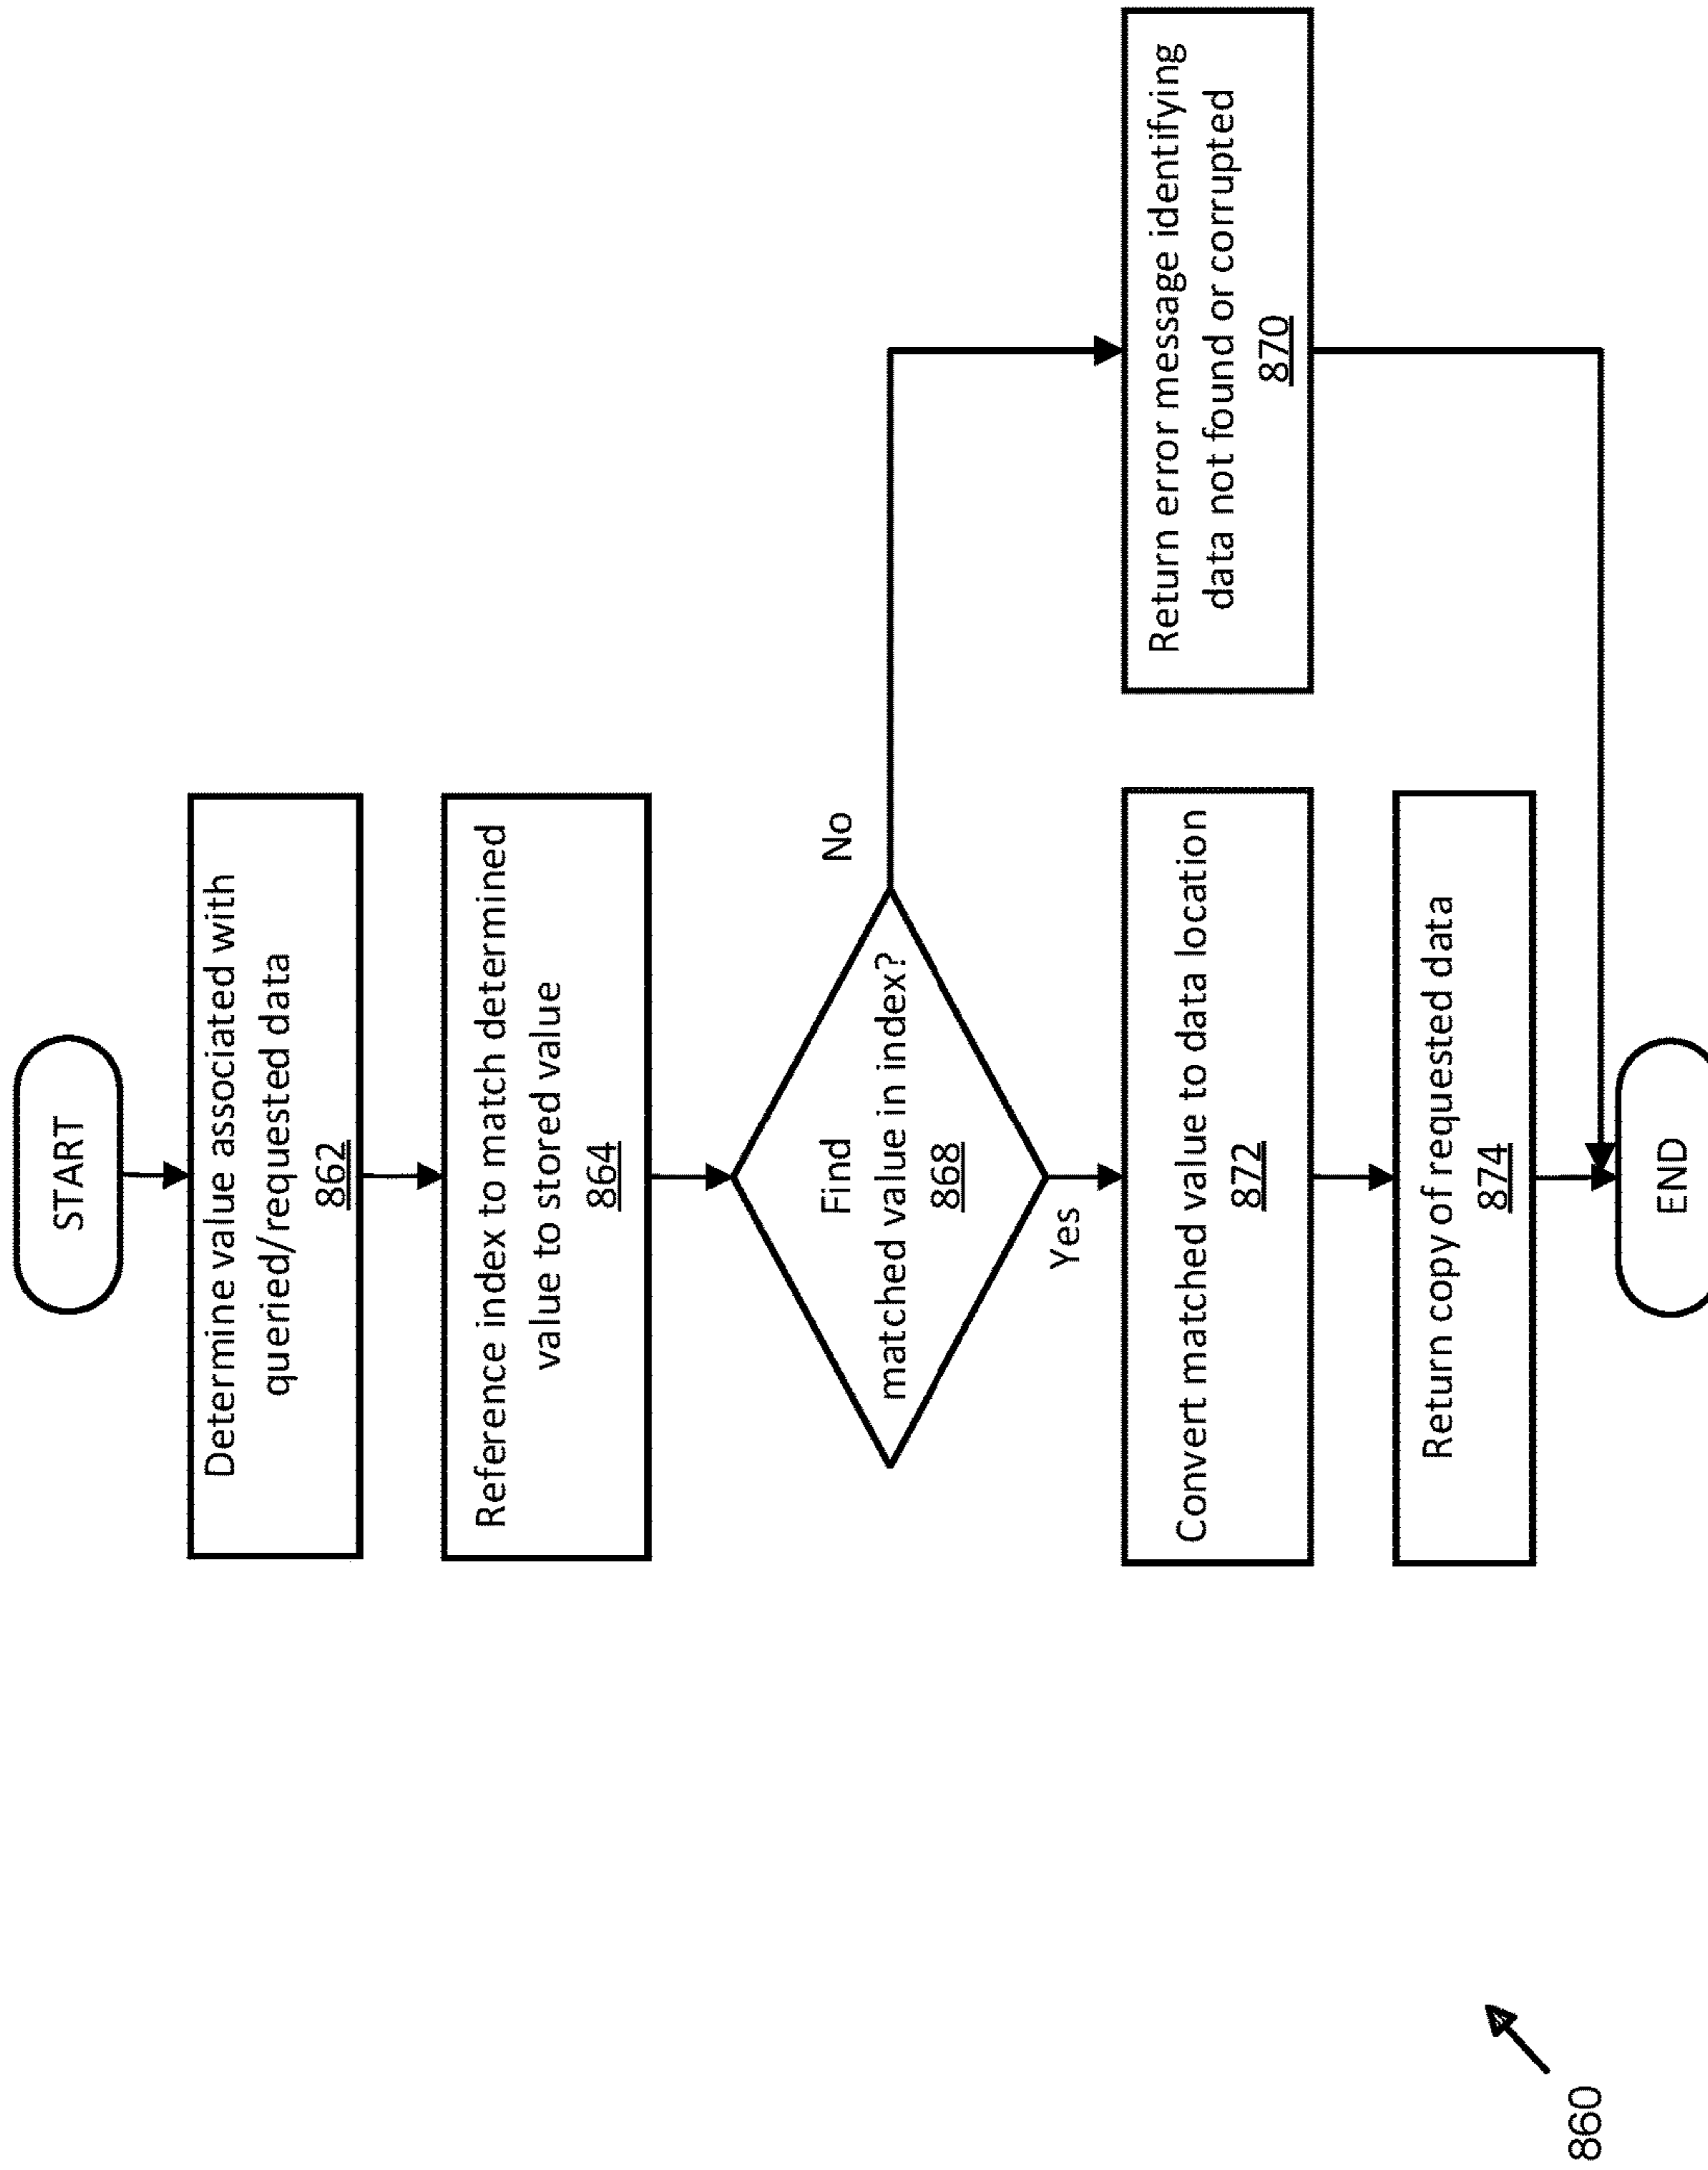 START
Determine value associated with
queried/requested data
862
Reference index to match determined
value to stored value
864
Find
matched value in index?
868
No
Yes
Return error message identifying
data not found or corrupted
870
Convert matched value to data location
872
Return copy of requested data
874
END
860